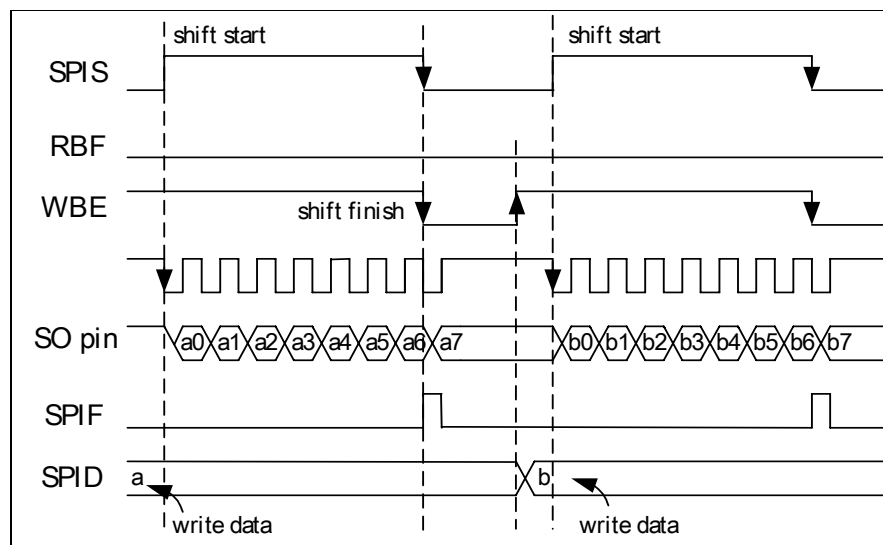 shift start shift start
SPIS
RBF
WBE
shift finish
SO pin a0 a1 a2 a3 a4 a5 a6 a7 b0 b1 b2 b3 b4 b5 b6 b7
SPIF
SPID a b
write data write data